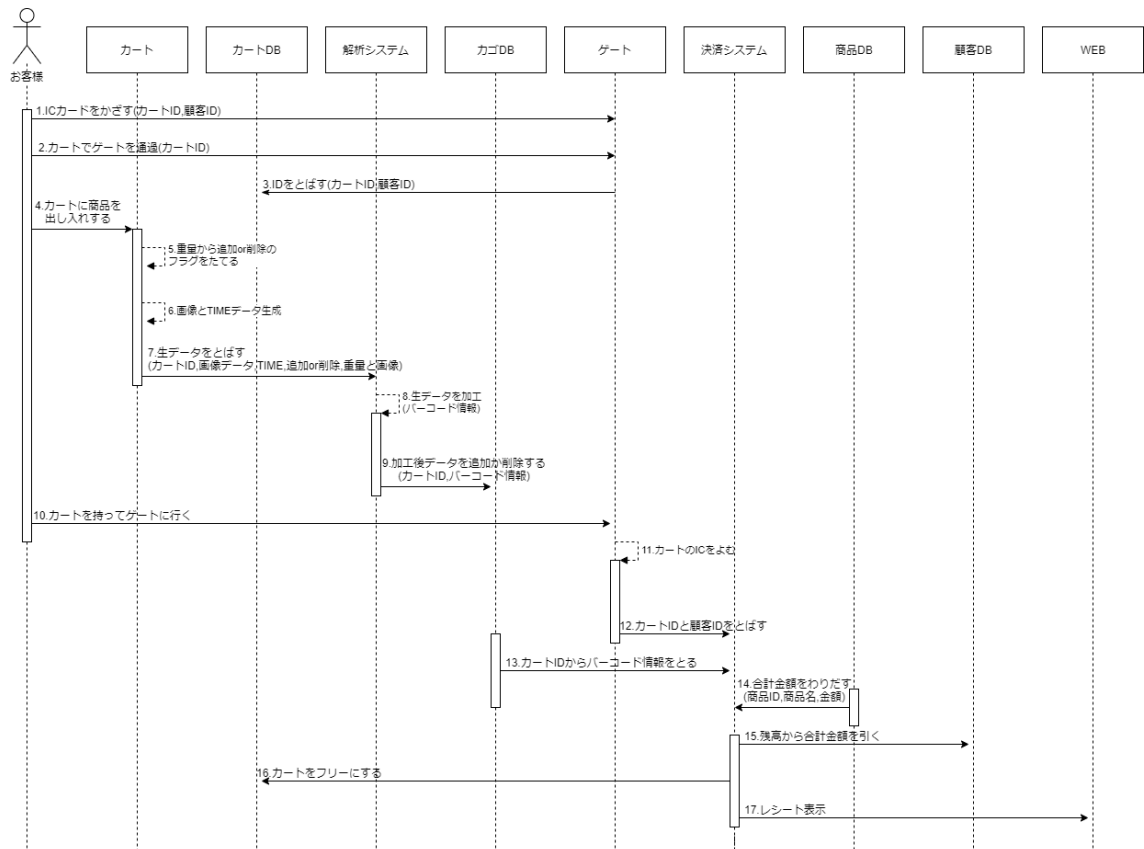 お客様
カート
カートDB
解析システム
カゴDB
ゲート
決済システム
商品DB
顧客DB
WEB
1.ICカードをかざす(カートID,顧客ID)
2.カートでゲートを通過(カートID)
3.IDをとばす(カートID,顧客ID)
4.カートに商品を
出し入れする
5.重量から追加or削除の
フラグをたてる
6.画像とTIMEデータ生成
7.生データをとばす
(カートID,画像データ,TIME,追加or削除,重量と画像)
8.生データを加工
(バーコード情報)
9.加工後データを追加か削除する
(カートID,バーコード情報)
10.カートを持ってゲートに行く
11.カートのICをよむ
12.カートIDと顧客IDをとばす
13.カートIDからバーコード情報をとる
14.合計金額をわりだす
(商品ID,商品名,金額)
15.残高から合計金額を引く
16.カートをフリーにする
17.レシート表示